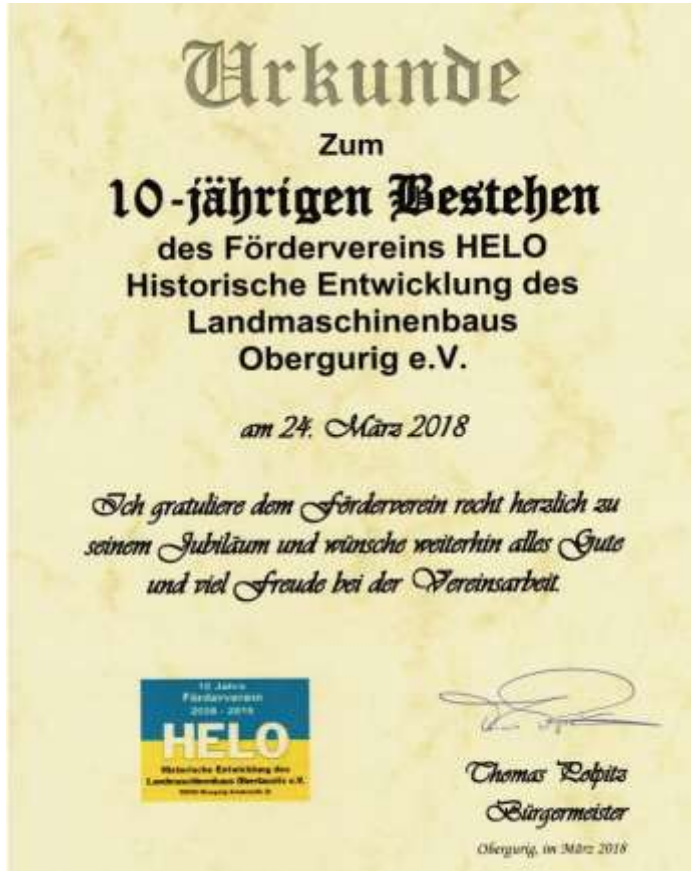 Urkunde
Zum
10-jährigen Bestehen
des Fördervereins HELO
Historische Entwicklung des
Landmaschinenbaus
Obergurig e.V.
am 24. März 2018
Ich gratuliere dem Förderverein recht herzlich zu
seinem Jubiläum und wünsche weiterhin alles Gute
und viel Freude bei der Vereinsarbeit.
10 Jahre
Förderverein
2008 - 2018
HELO
Historische Entwicklung des
Landmaschinenbaus Oberlausitz e.V.
Thomas Polpitz
Bürgermeister
Obergurig, im März 2018